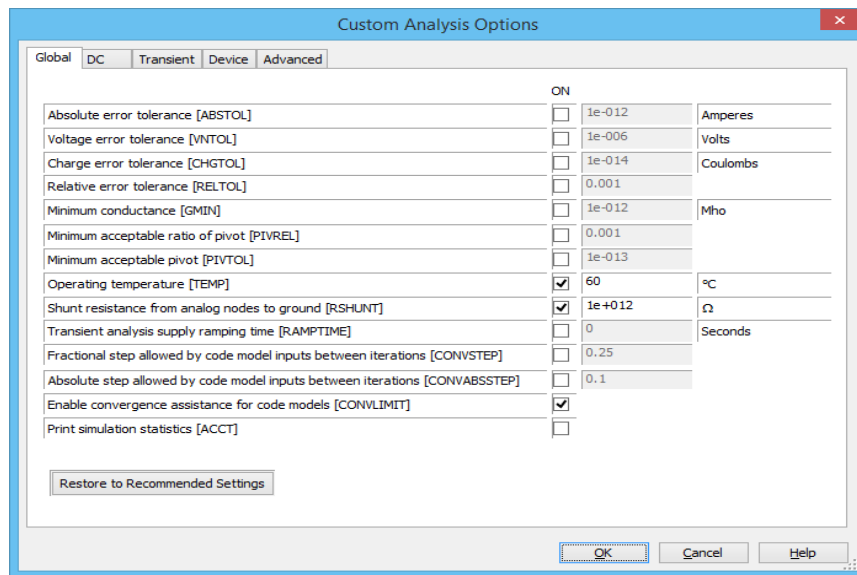 Custom Analysis Options
Global DC Transient Device Advanced
ON
Absolute error tolerance [ABSTOL] 1e-012 Amperes
Voltage error tolerance [VNTOL] 1e-006 Volts
Charge error tolerance [CHGTOL] 1e-014 Coulombs
Relative error tolerance [RELTOL] 0.001
Minimum conductance [GMIN] 1e-012 Mho
Minimum acceptable ratio of pivot [PIVREL] 0.001
Minimum acceptable pivot [PIVTOL] 1e-013
Operating temperature [TEMP] 60 °C
Shunt resistance from analog nodes to ground [RSHUNT] 1e+012 Ω
Transient analysis supply ramping time [RAMPTIME] 0 Seconds
Fractional step allowed by code model inputs between iterations [CONVSTEP] 0.25
Absolute step allowed by code model inputs between iterations [CONVABSSTEP] 0.1
Enable convergence assistance for code models [CONVLIMIT]
Print simulation statistics [ACCT]
Restore to Recommended Settings
OK Cancel Help